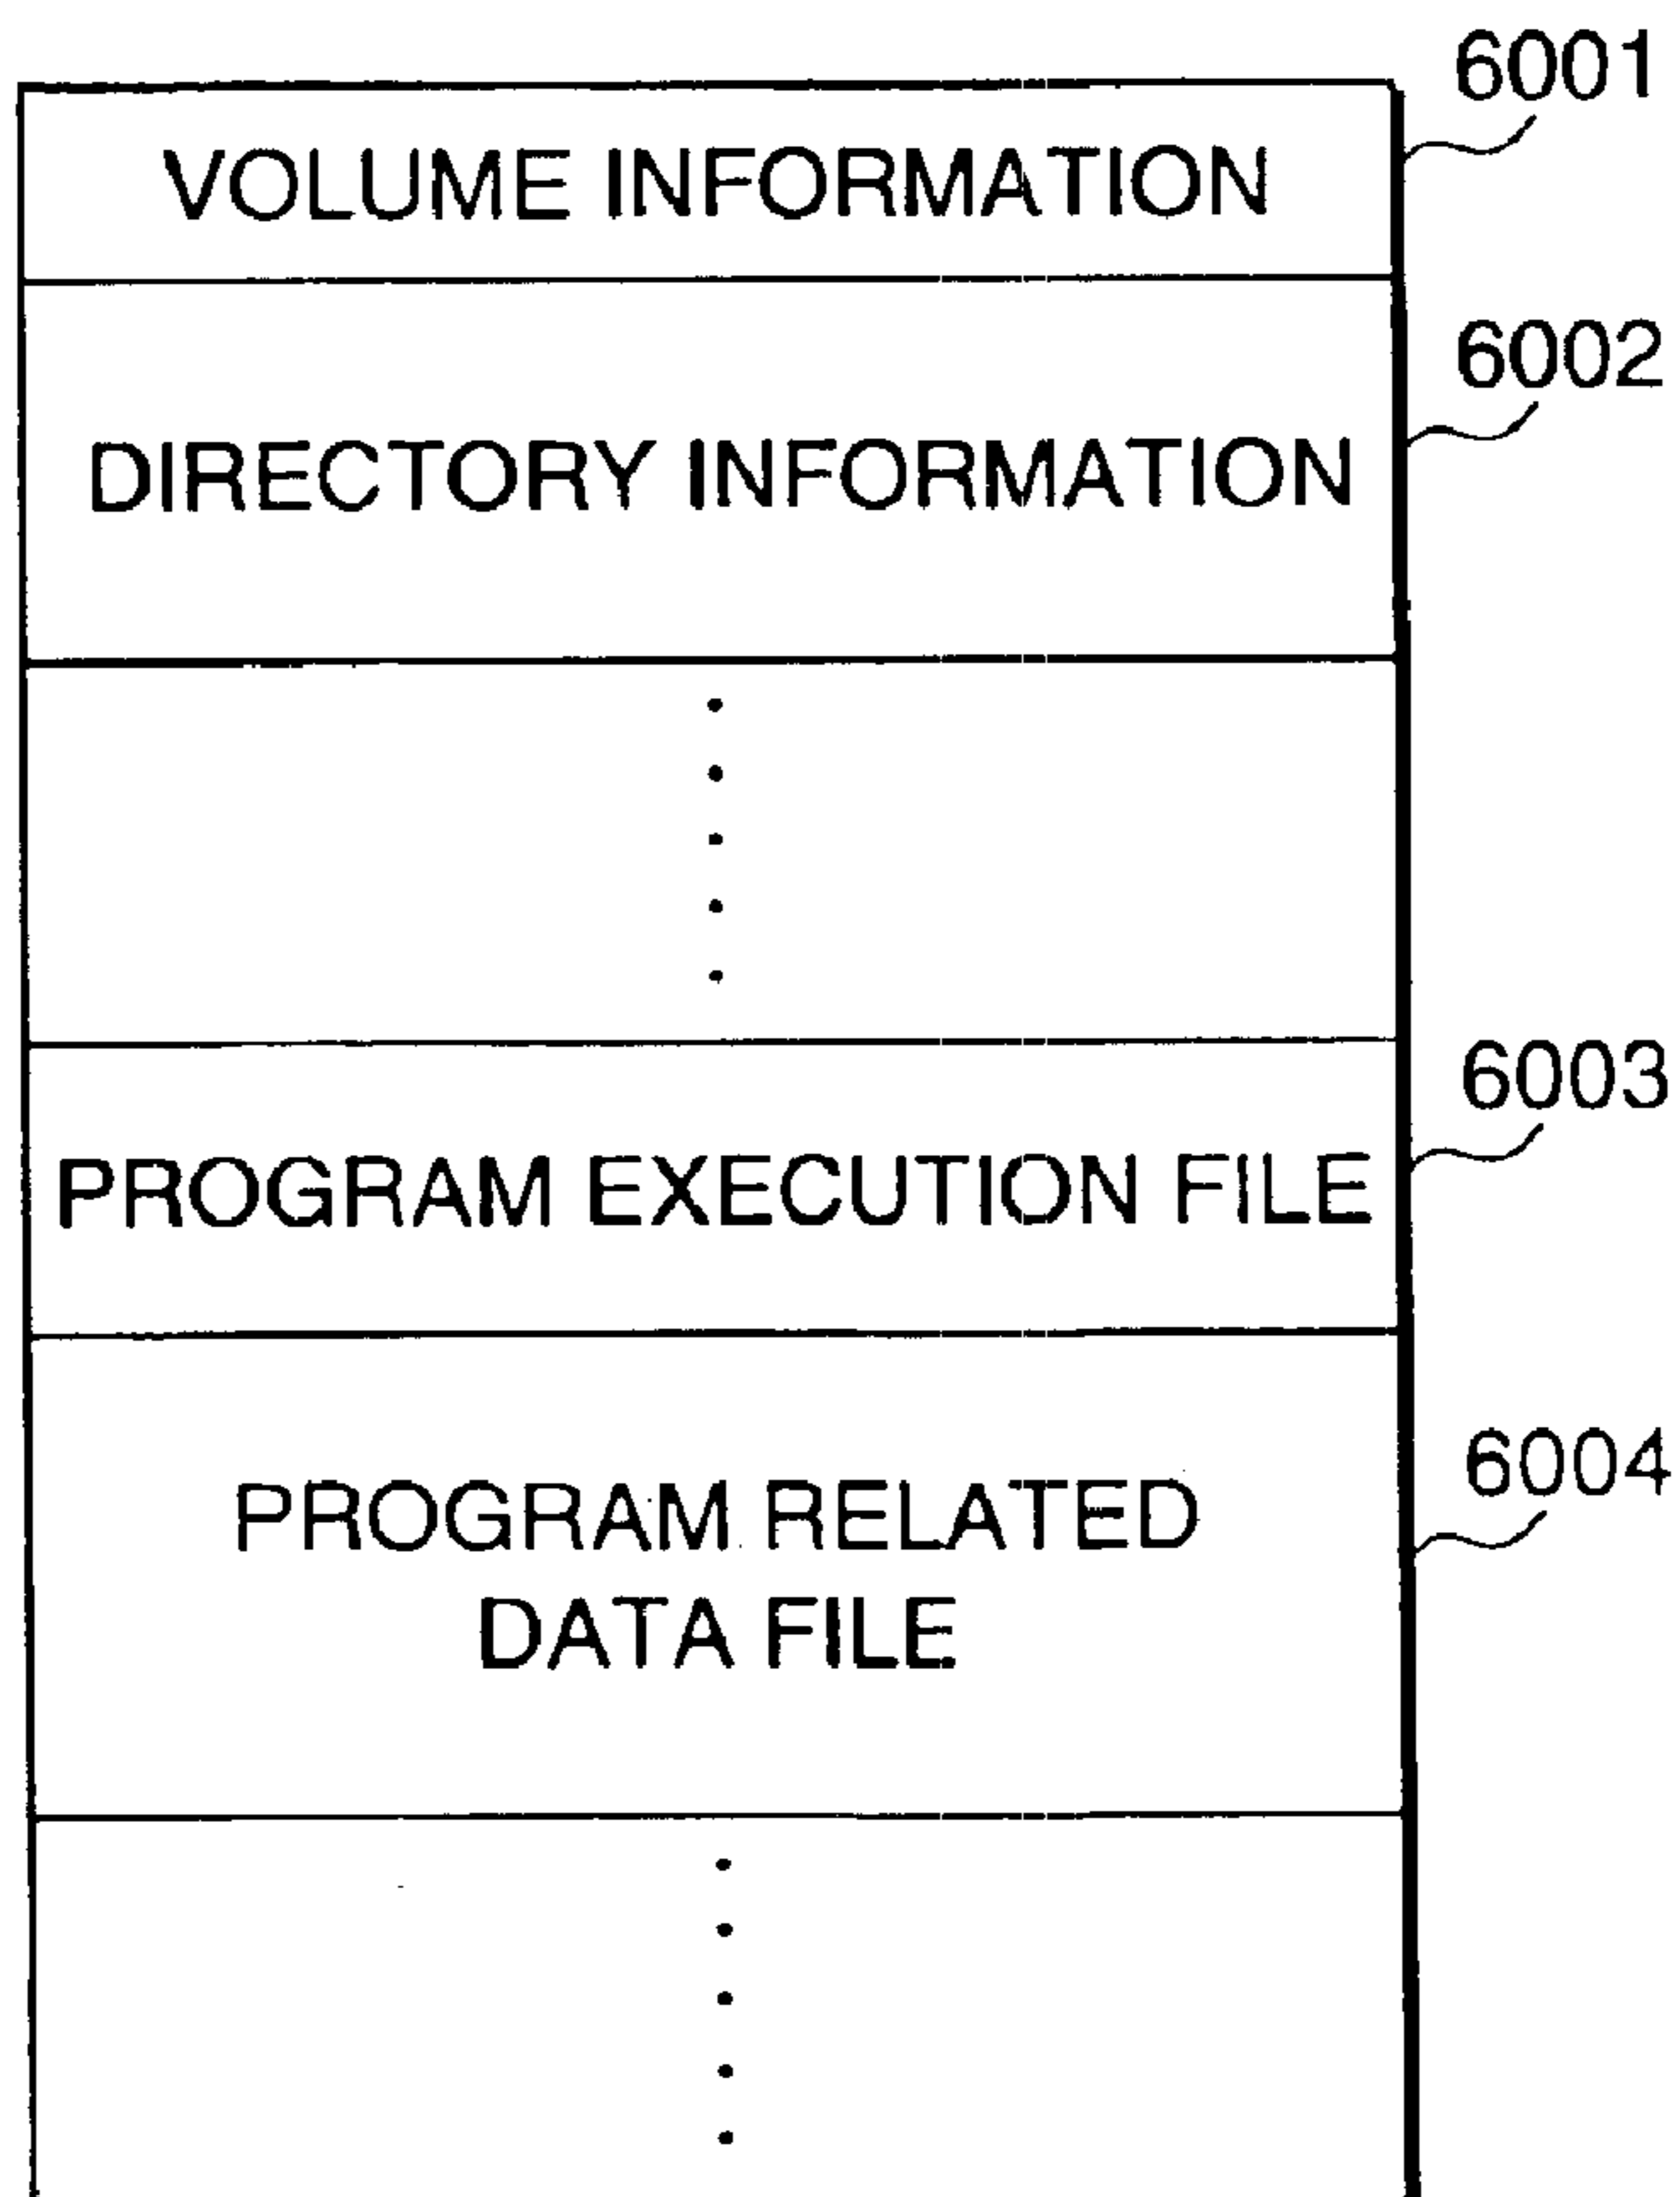 6001
VOLUME INFORMATION
6002
DIRECTORY INFORMATION
6003
PROGRAM EXECUTION FILE
6004
PROGRAM RELATED
DATA FILE